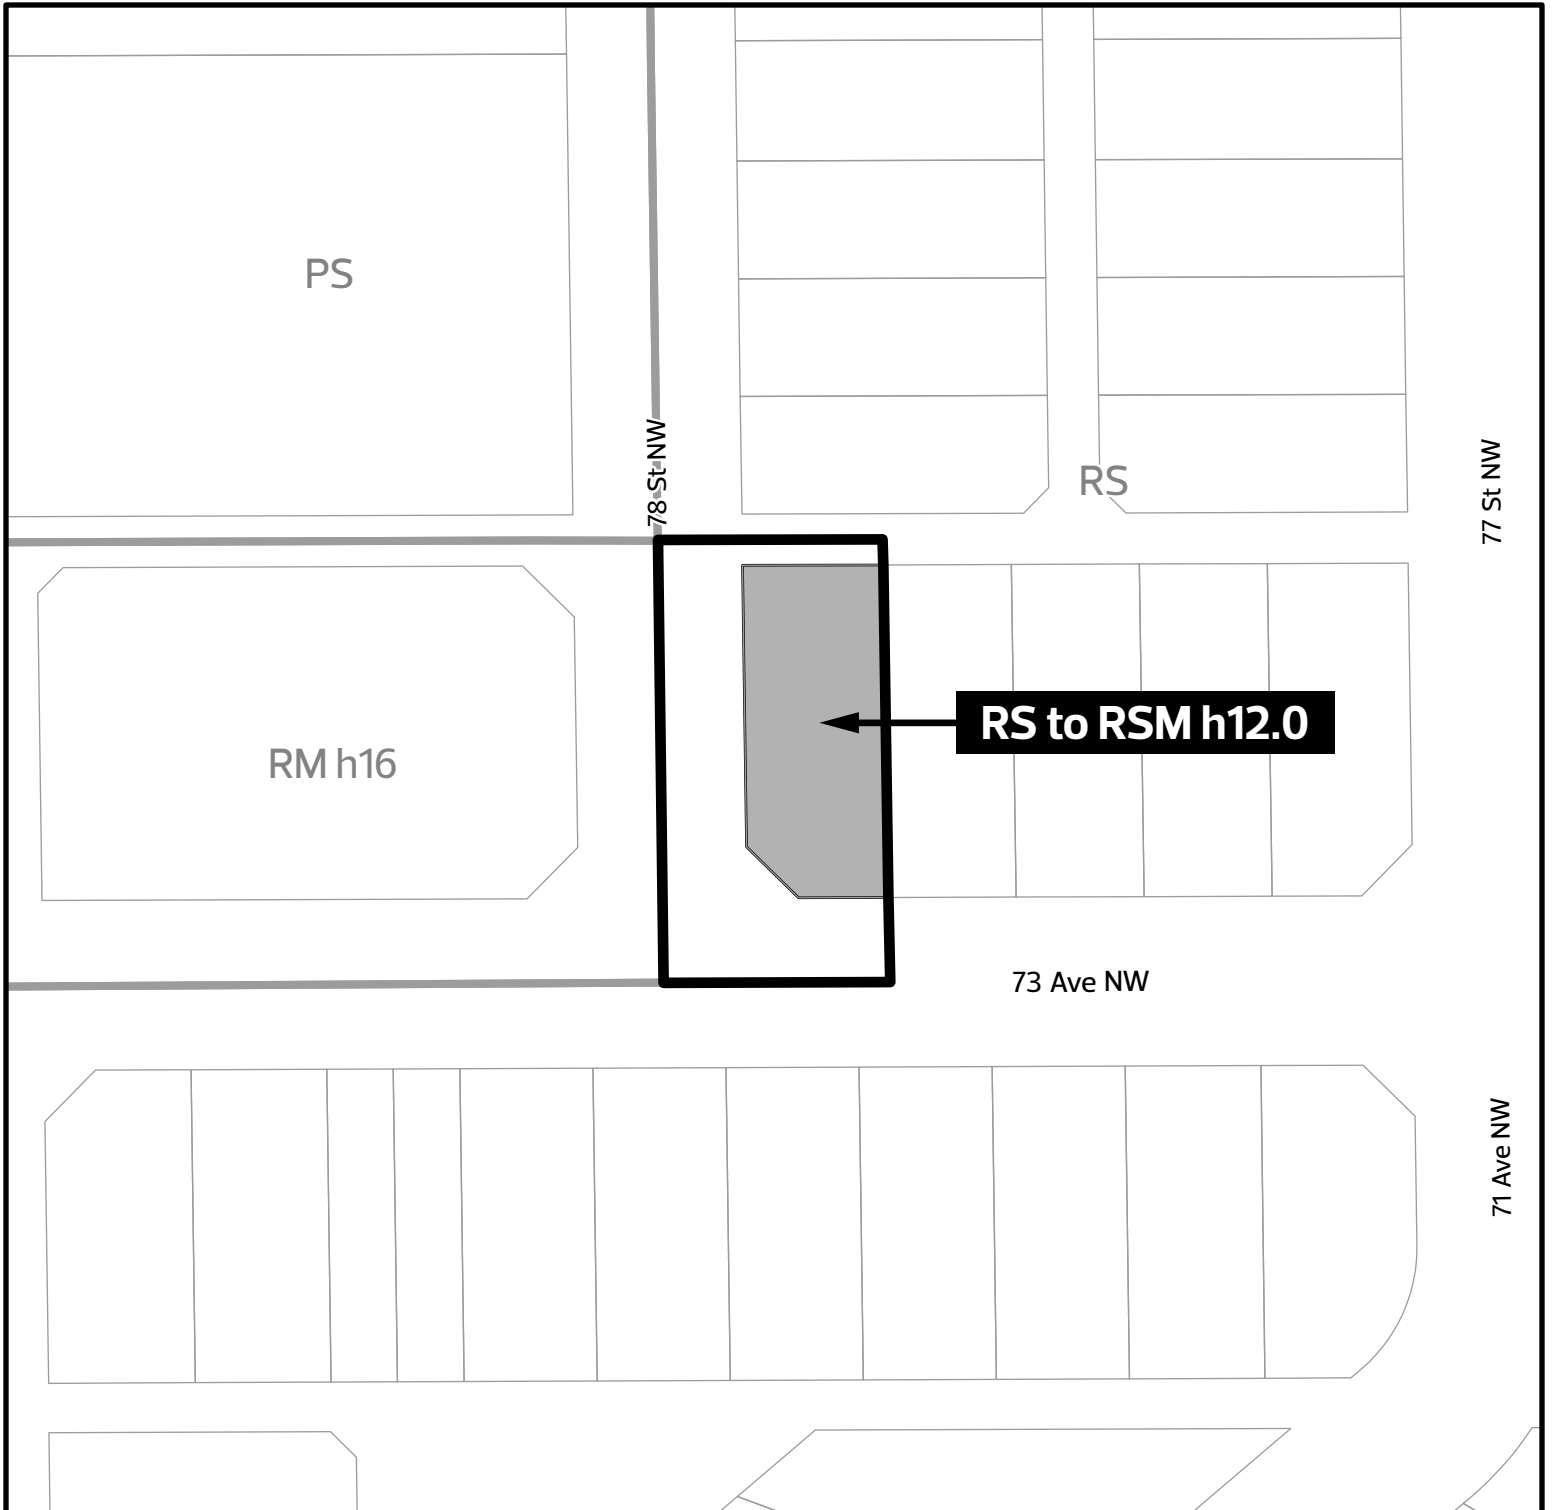 PS
78 St NW
RS
77 St NW
RS to RSM h12.0
RM h16
73 Ave NW
71 Ave NW